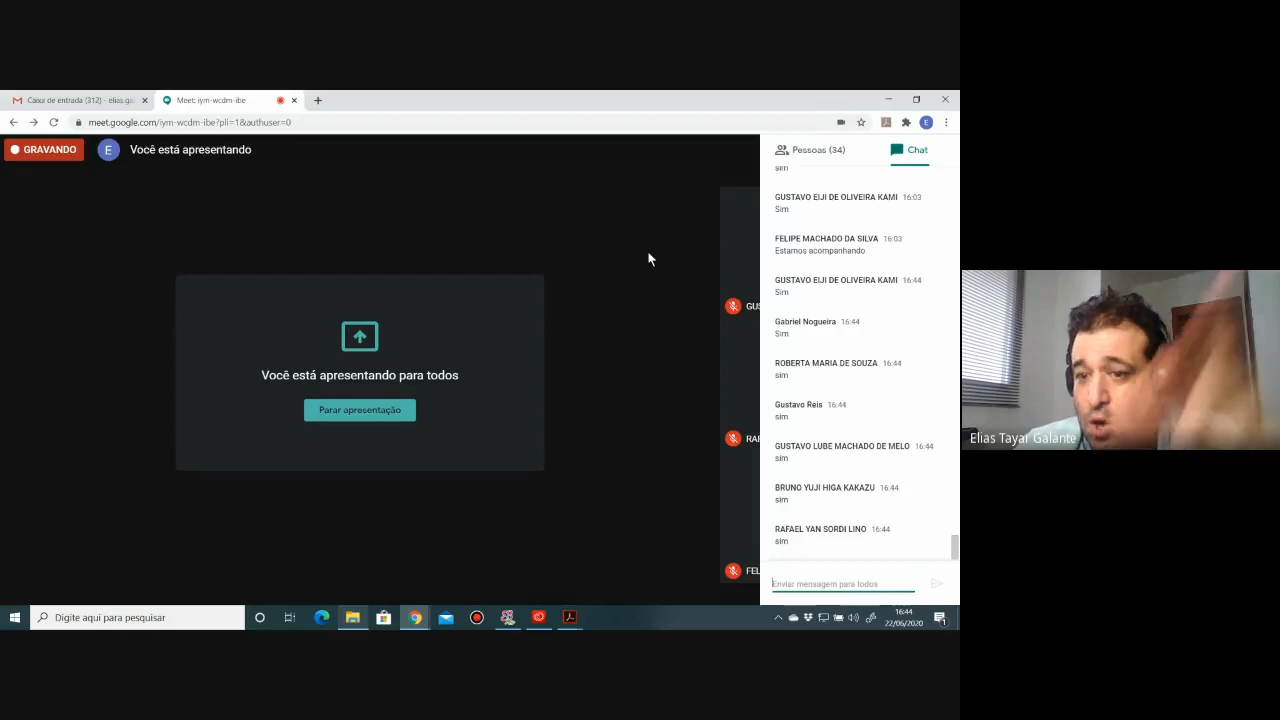 Caixa de entrada (312) - elias.ga
Meet: iym-wcdm-ibe
meet.google.com/iym-wcdm-ibe?pli=1&authuser=0
E
GRAVANDO
E
Você está apresentando
Você está apresentando para todos
Parar apresentação
GUS
RAF
FEL
Pessoas (34)
Chat
sim
GUSTAVO EIJI DE OLIVEIRA KAMI 16:03
Sim
FELIPE MACHADO DA SILVA 16:03
Estamos acompanhando
GUSTAVO EIJI DE OLIVEIRA KAMI 16:44
Sim
Gabriel Nogueira 16:44
Sim
ROBERTA MARIA DE SOUZA 16:44
sim
Gustavo Reis 16:44
sim
GUSTAVO LUBE MACHADO DE MELO 16:44
sim
BRUNO YUJI HIGA KAKAZU 16:44
sim
RAFAEL YAN SORDI LINO 16:44
sim
Enviar mensagem para todos
Elias Tayar Galante
Digite aqui para pesquisar
16:44
22/06/2020
1